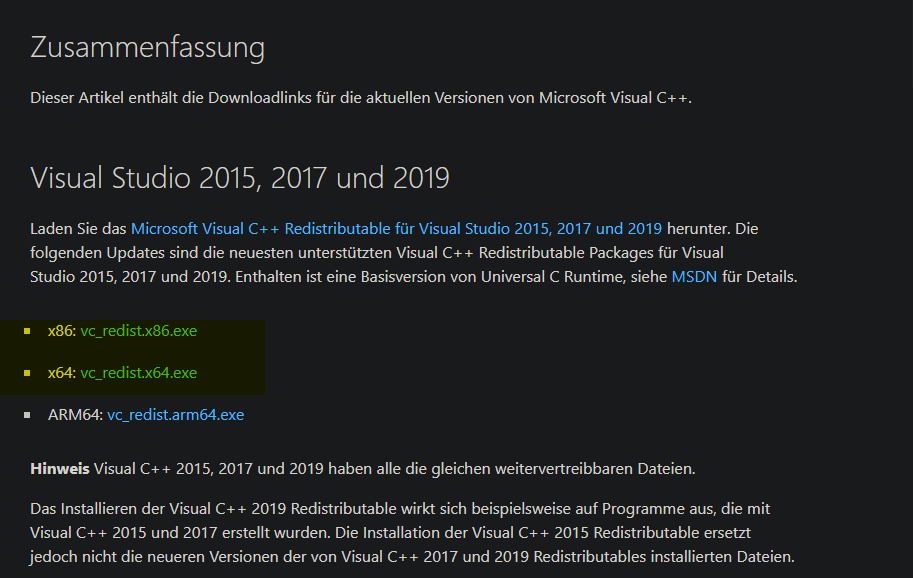 Zusammenfassung
Dieser Artikel enthält die Downloadlinks für die aktuellen Versionen von Microsoft Visual C++.
Visual Studio 2015, 2017 und 2019
Laden Sie das Microsoft Visual C++ Redistributable für Visual Studio 2015, 2017 und 2019 herunter. Die
folgenden Updates sind die neuesten unterstützten Visual C++ Redistributable Packages für Visual
Studio 2015, 2017 und 2019. Enthalten ist eine Basisversion von Universal C Runtime, siehe MSDN für Details.
x86: vc_redist.x86.exe
x64: vc_redist.x64.exe
ARM64: vc_redist.arm64.exe
Hinweis Visual C++ 2015, 2017 und 2019 haben alle die gleichen weitervertreibbaren Dateien.
Das Installieren der Visual C++ 2019 Redistributable wirkt sich beispielsweise auf Programme aus, die mit
Visual C++ 2015 und 2017 erstellt wurden. Die Installation der Visual C++ 2015 Redistributable ersetzt
jedoch nicht die neueren Versionen der von Visual C++ 2017 und 2019 Redistributables installierten Dateien.